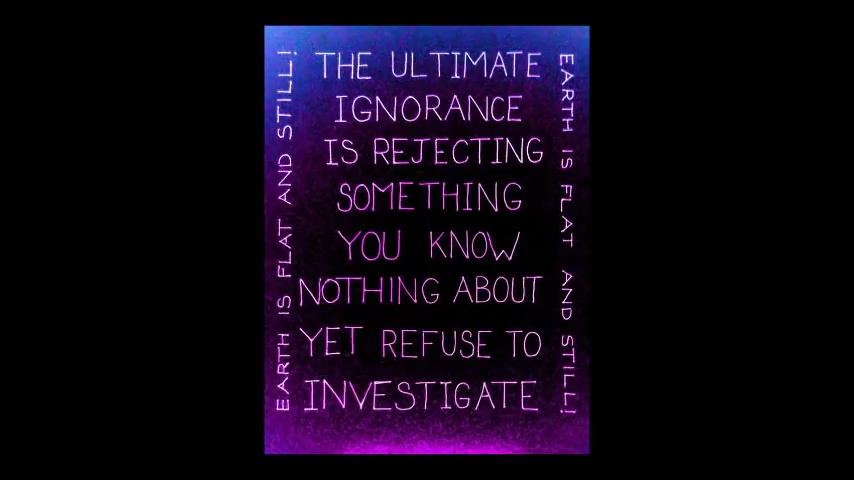 THE ULTIMATE
IGNORANCE
IS REJECTING
SOMETHING
YOU KNOW
NOTHING ABOUT
YET REFUSE TO
INVESTIGATE
EARTH IS FLAT AND STILL!
EARTH IS FLAT AND STILL!